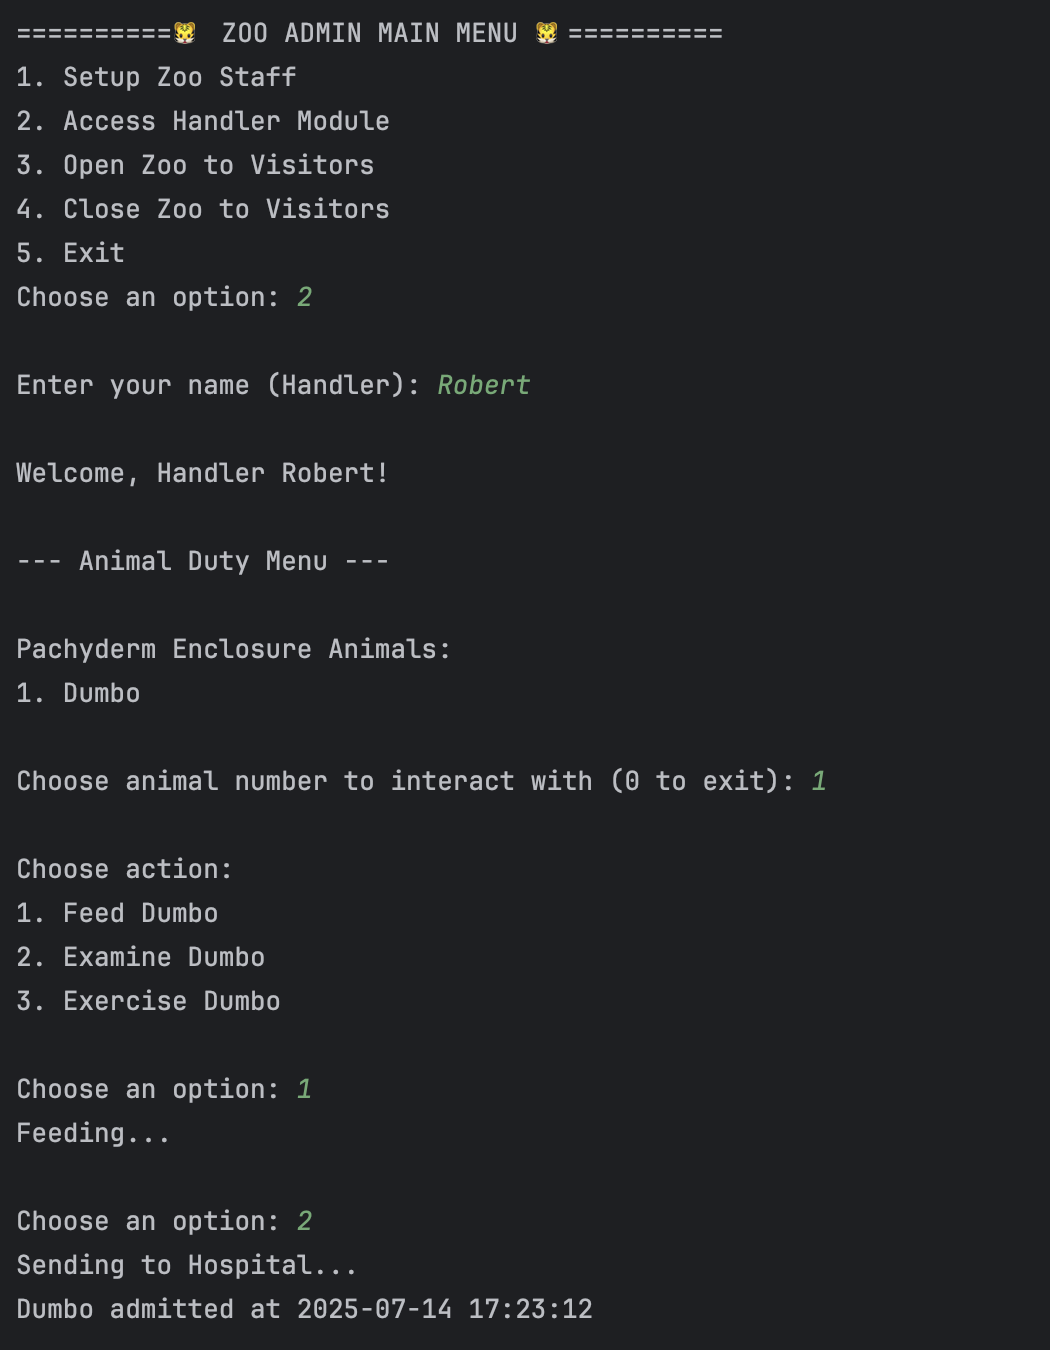 ==========🐯 ZOO ADMIN MAIN MENU 🐯==========
1. Setup Zoo Staff
2. Access Handler Module
3. Open Zoo to Visitors
4. Close Zoo to Visitors
5. Exit
Choose an option: 2
Enter your name (Handler): Robert
Welcome, Handler Robert!
--- Animal Duty Menu ---
Pachyderm Enclosure Animals:
1. Dumbo
Choose animal number to interact with (0 to exit): 1
Choose action:
1. Feed Dumbo
2. Examine Dumbo
3. Exercise Dumbo
Choose an option: 1
Feeding...
Choose an option: 2
Sending to Hospital...
Dumbo admitted at 2025-07-14 17:23:12